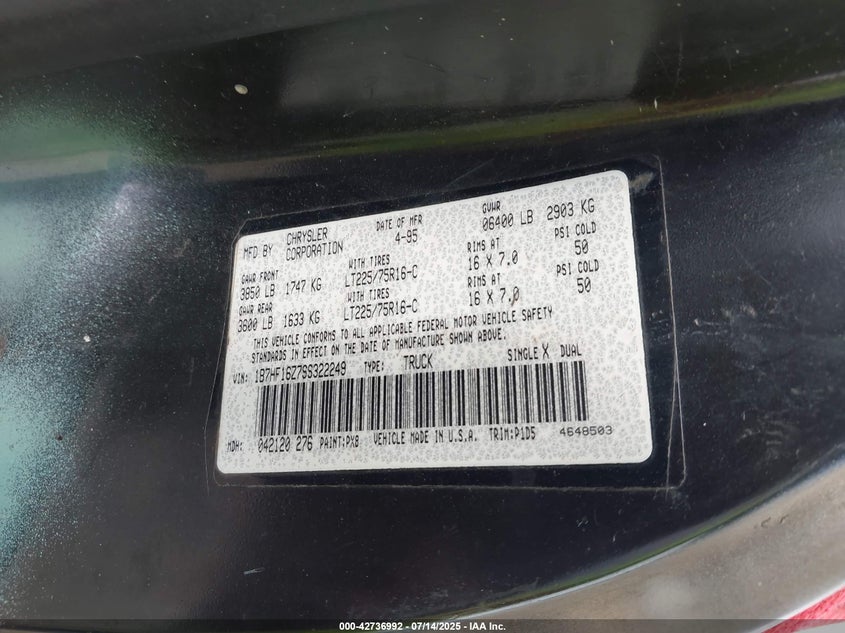 MFD BY CHRYSLER CORPORATION DATE OF MFR 4-95 GVWR 06400 LB 2903 KG
GAWR FRONT WITH TIRES RIMS AT PSI COLD
3850 LB 1747 KG LT225/75R16-C 16 X 7.0 50
GAWR REAR WITH TIRES RIMS AT PSI COLD
3600 LB 1633 KG LT225/75R16-C 16 X 7.0 50
THIS VEHICLE CONFORMS TO ALL APPLICABLE FEDERAL MOTOR VEHICLE SAFETY
STANDARDS IN EFFECT ON THE DATE OF MANUFACTURE SHOWN ABOVE.
VIN: 1B7HF16Z7SS322249 TYPE: TRUCK SINGLE X DUAL
MDH: 042120 276 PAINT:PX8 VEHICLE MADE IN U.S.A. TRIM:P1D5 4648503
000-42736992 - 07/14/2025 - IAA Inc.